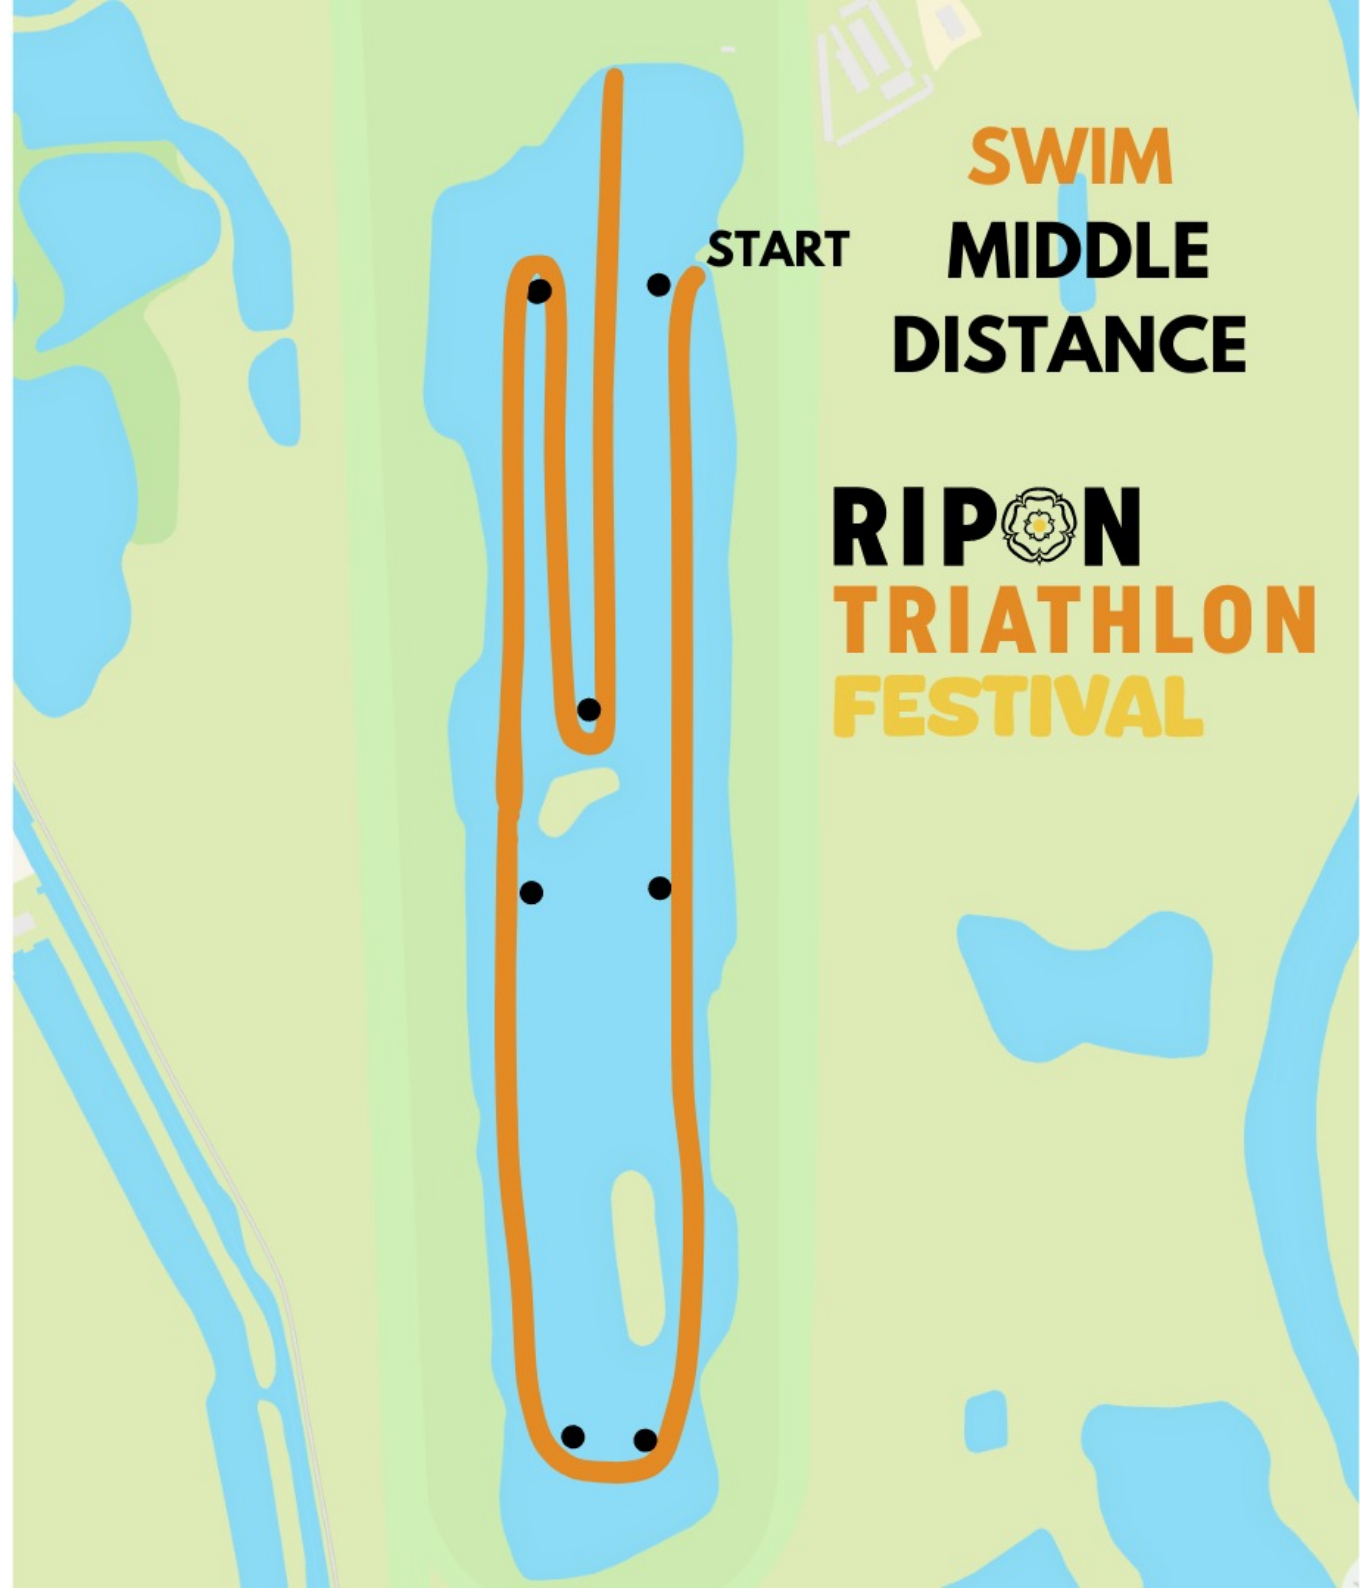 SWIM
MIDDLE
DISTANCE
START
RIPON
TRIATHLON
FESTIVAL